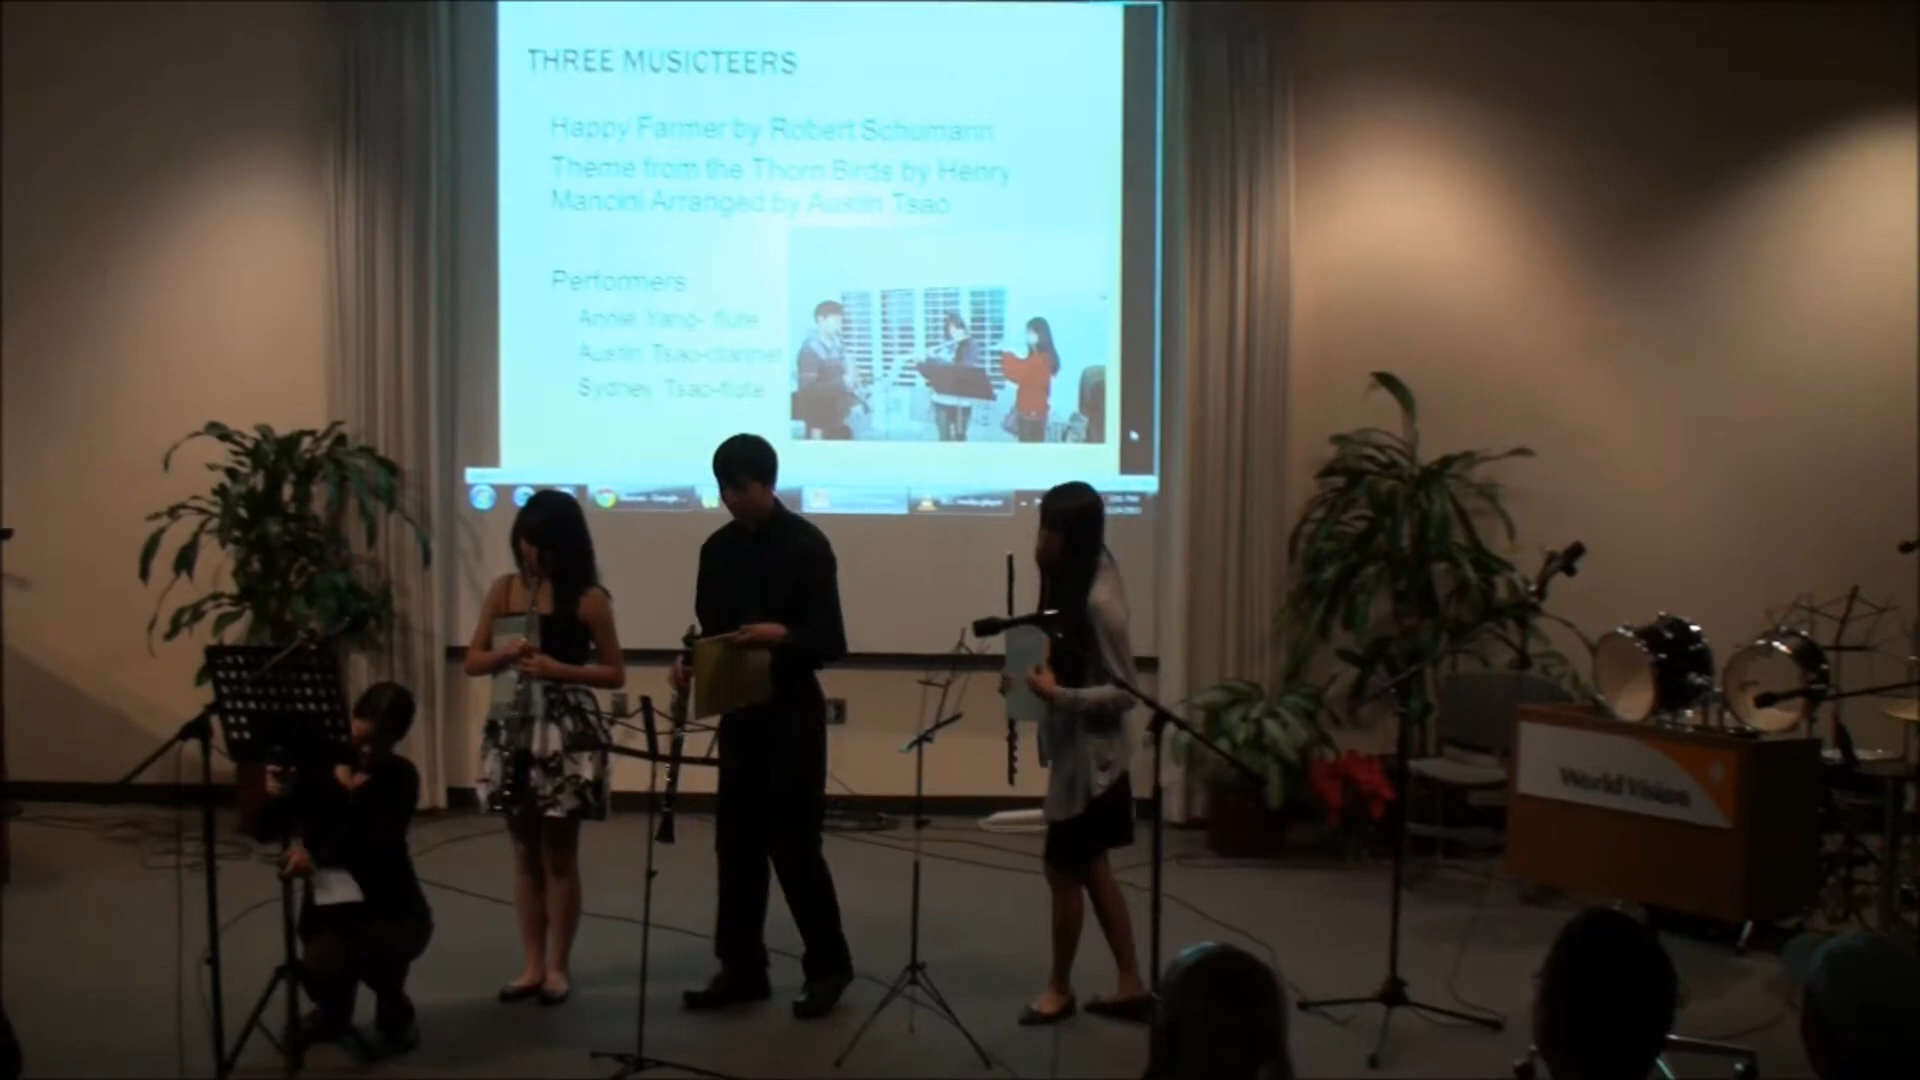 THREE MUSICTEERS
Happy Farmer by Robert Schumann
Theme from the Thorn Birds by Henry
Mancini Arranged by Austin Tsao
Performers
Annie Yang- flute
Austin Tsao-clarinet
Sydney Tsao-flute
World Vision